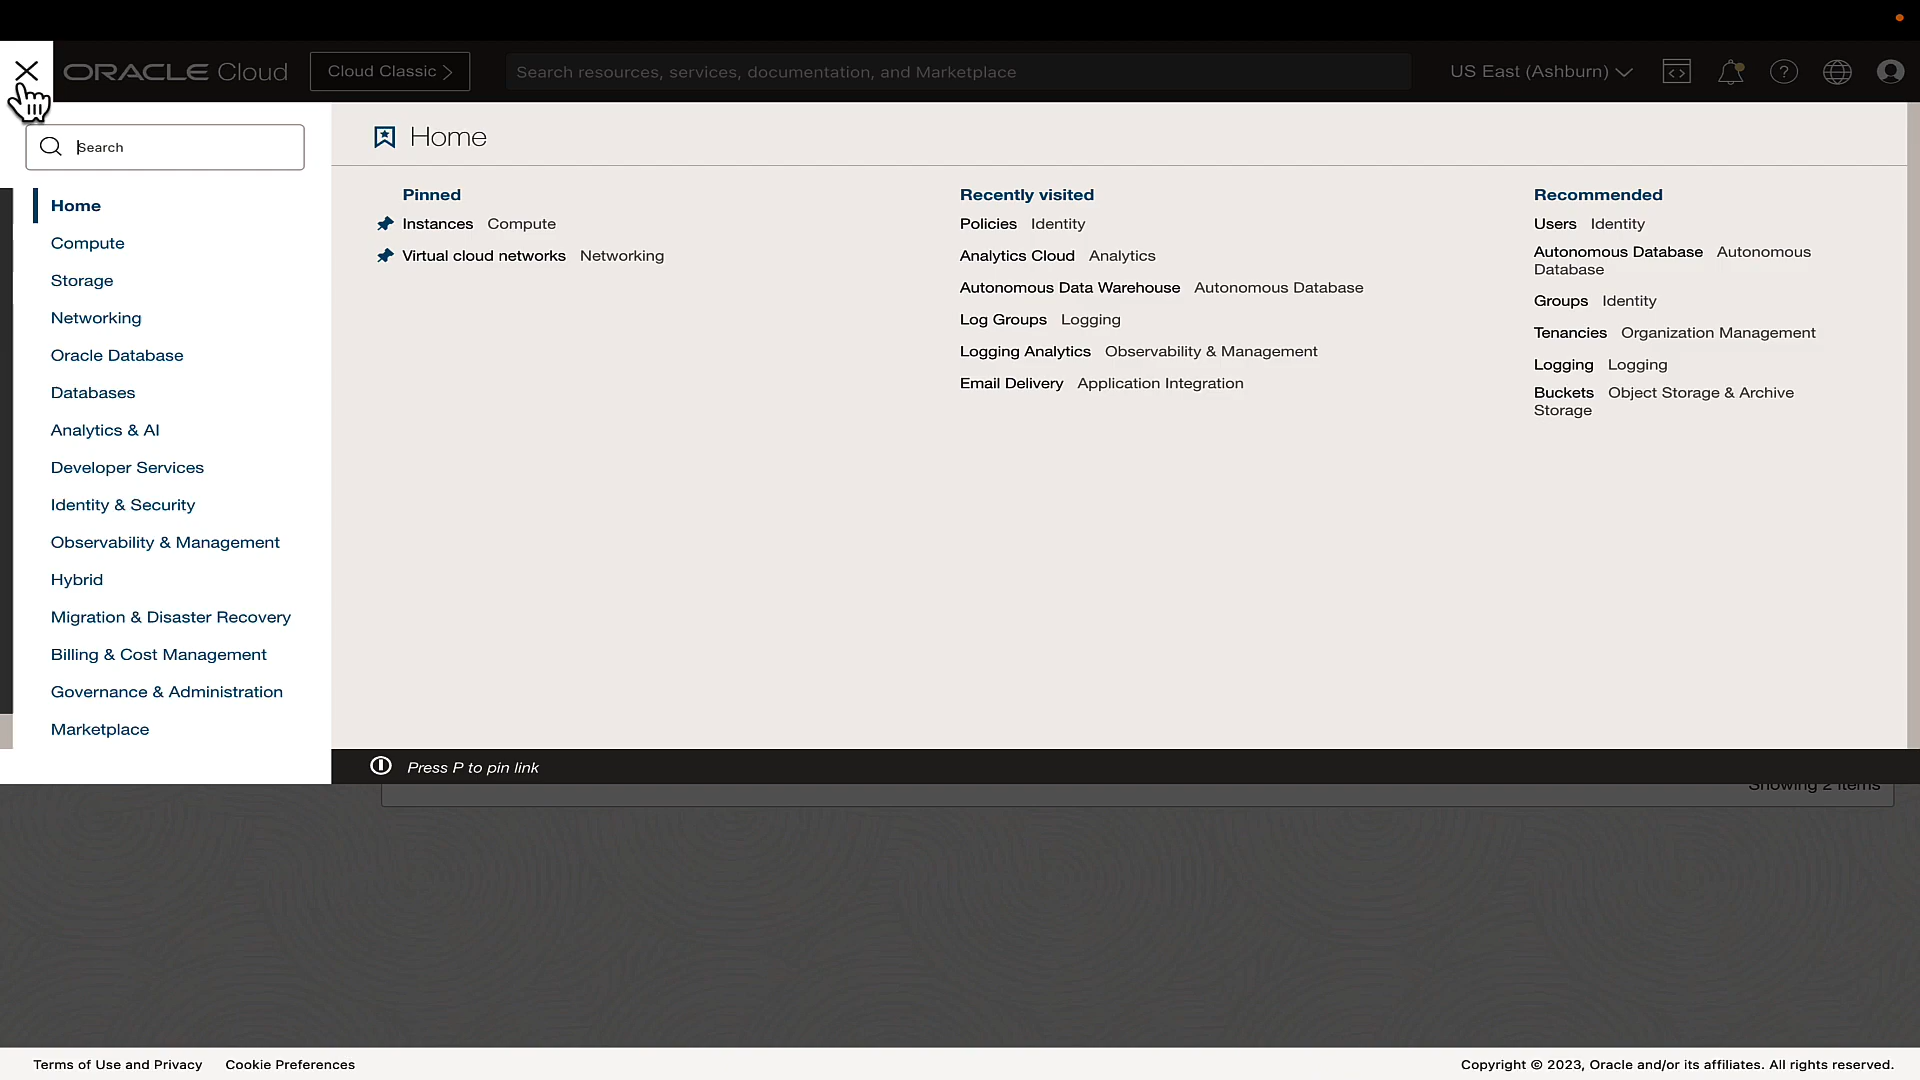 ORACLE Cloud
Cloud Classic
Search resources, services, documentation, and Marketplace
US East (Ashburn)
Search
Home
Compute
Storage
Networking
Oracle Database
Databases
Analytics & AI
Developer Services
Identity & Security
Observability & Management
Hybrid
Migration & Disaster Recovery
Billing & Cost Management
Governance & Administration
Marketplace
Home
Pinned
Instances Compute
Virtual cloud networks Networking
Recently visited
Policies Identity
Analytics Cloud Analytics
Autonomous Data Warehouse Autonomous Database
Log Groups Logging
Logging Analytics Observability & Management
Email Delivery Application Integration
Recommended
Users Identity
Autonomous Database Autonomous
Database
Groups Identity
Tenancies Organization Management
Logging Logging
Buckets Object Storage & Archive
Storage
Press P to pin link
Showing 2 items
Terms of Use and Privacy Cookie Preferences
Copyright © 2023, Oracle and/or its affiliates. All rights reserved.